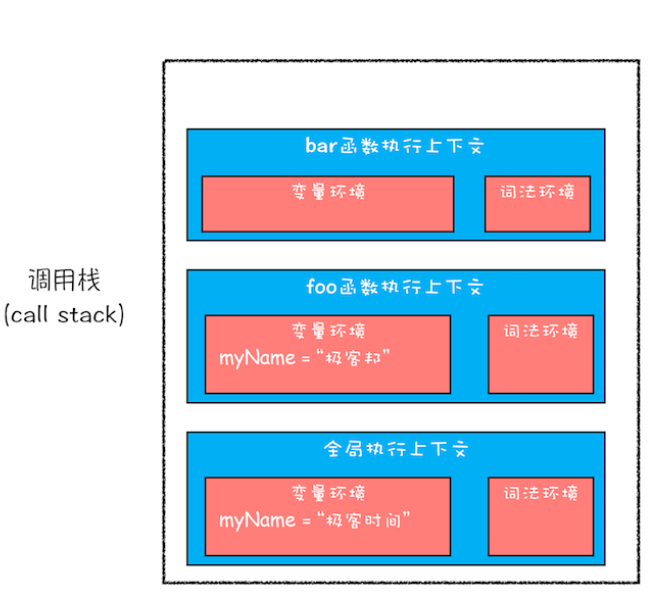 bar函数执行上下文
变量环境
词法环境
调用栈
(call stack)
foo函数执行上下文
变量环境
myName = “极客邦”
词法环境
全局执行上下文
变量环境
myName = “极客时间”
词法环境